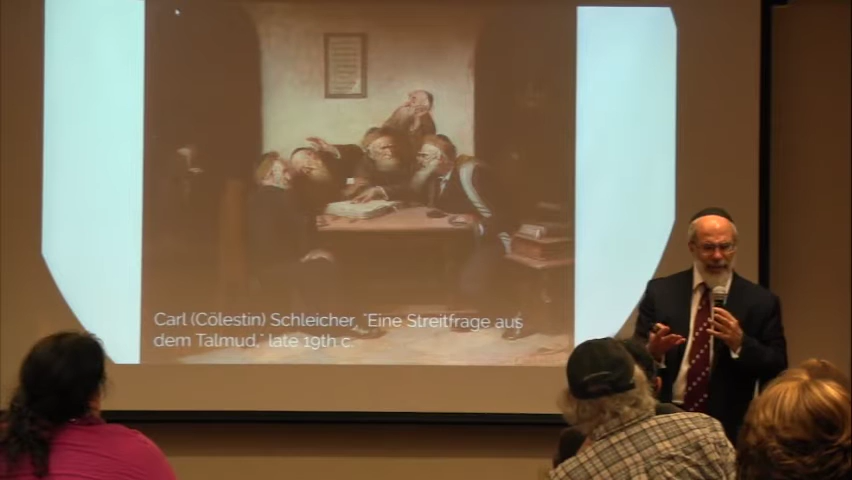 Carl (Cölestin) Schleicher, "Eine Streitfrage aus
dem Talmud," late 19th c.